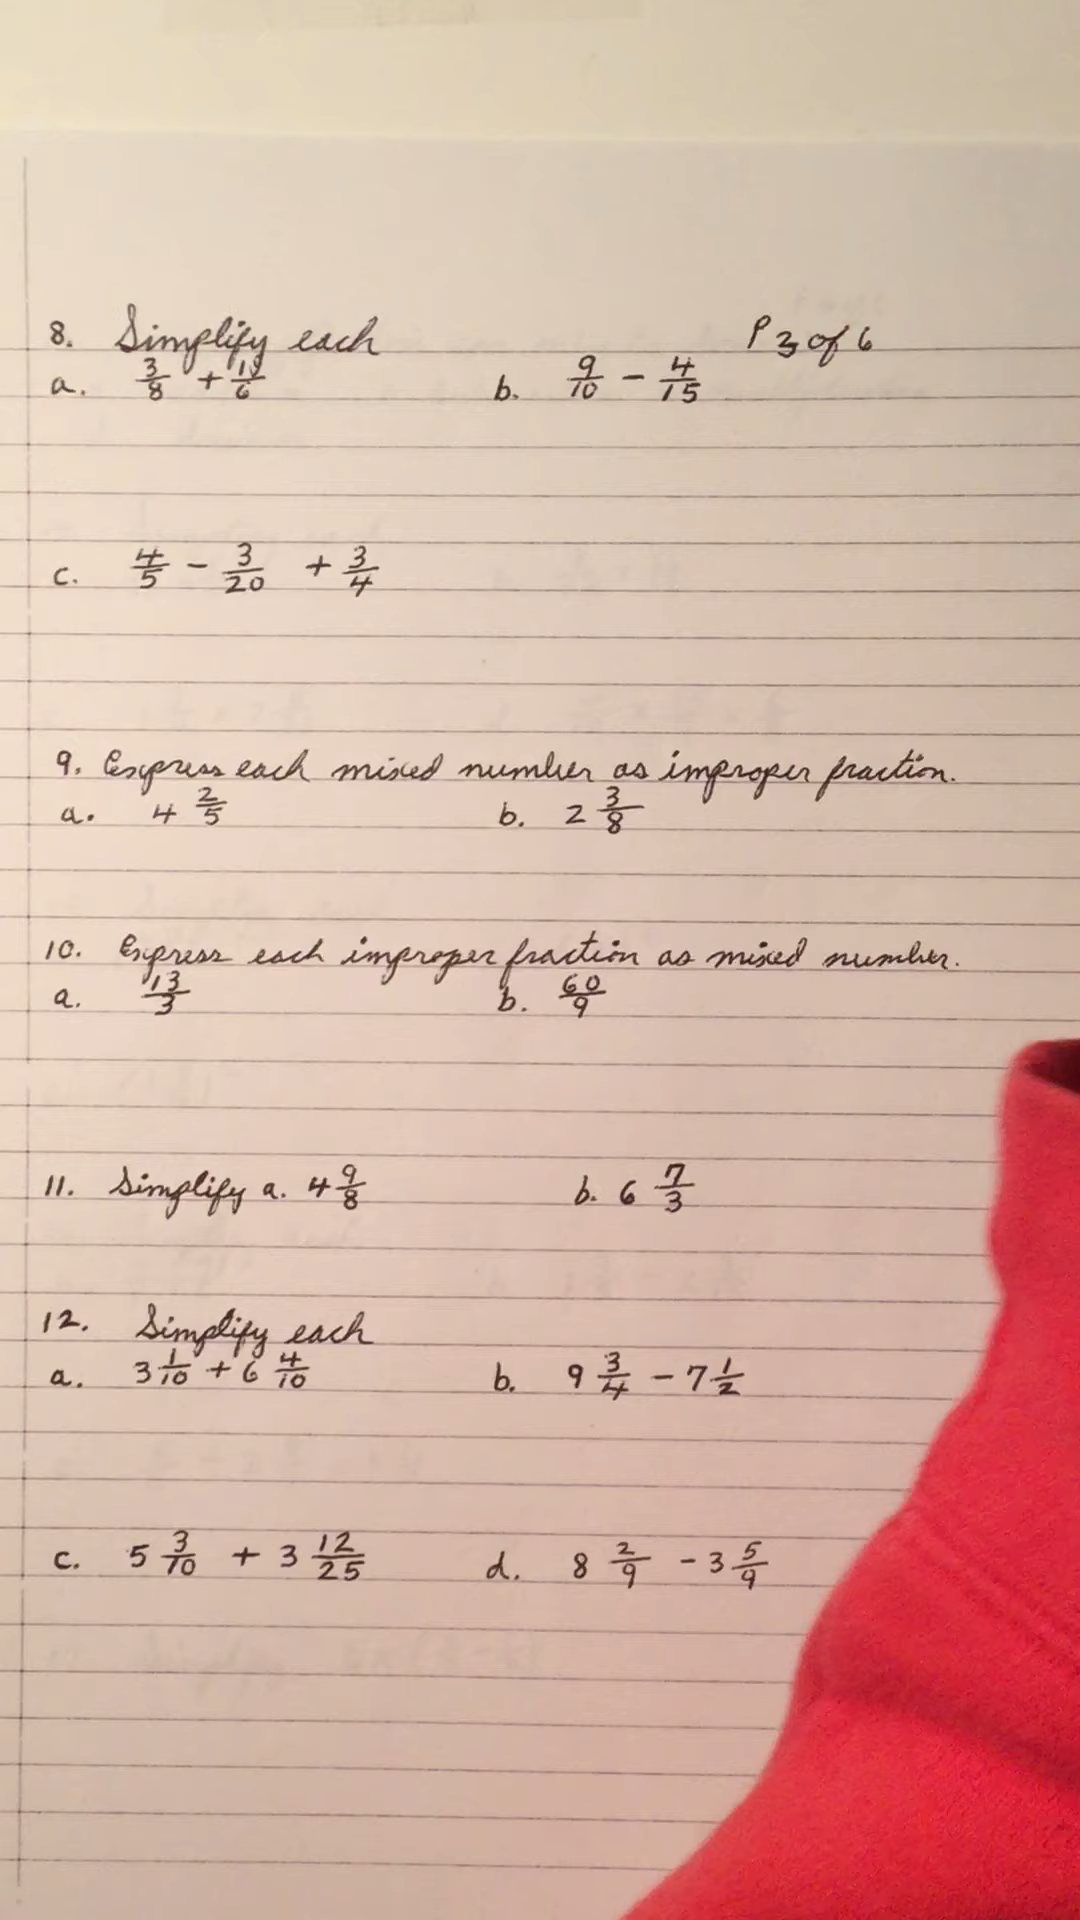 8. Simplify each P 3 of 6
a. 3/8 + /6 b. 9/10 - 4/15
c. 4/5 - 3/20 + 3/4
9. Express each mixed number as improper fraction.
a. 4 2/5 b. 2 3/8
10. Express each improper fraction as mixed number.
a. 13/3 b. 60/9
11. Simplify a. 4 9/8 b. 6 7/3
12. Simplify each
a. 3 1/10 + 6 4/10 b. 9 3/4 - 7 1/2
c. 5 3/10 + 3 12/25 d. 8 2/9 - 3 5/9